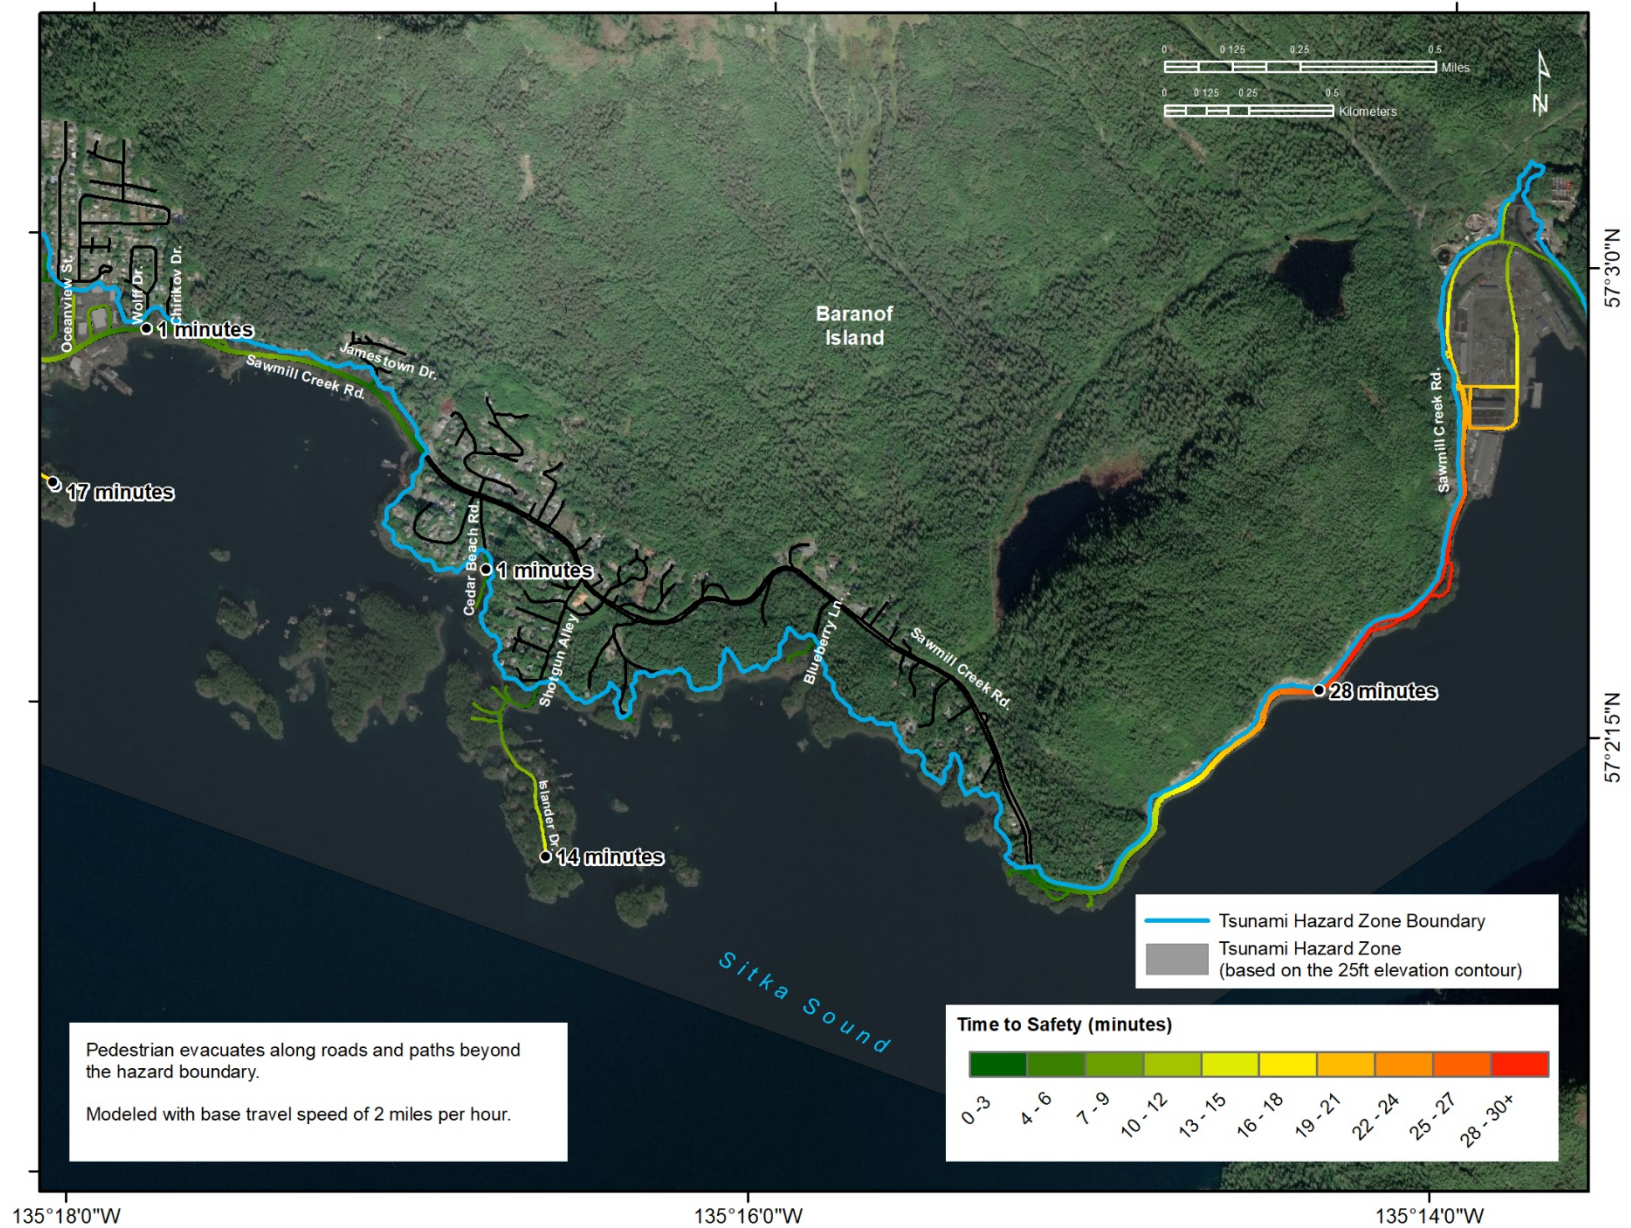 0 0.125 0.25 0.5
Miles
0 0.125 0.25 0.5
Kilometers
N
Oceanview St.
Wolff Dr.
Chirikov Dr.
1 minutes
Sawmill Creek Rd.
Jamestown Dr.
Baranof
Island
57°3'0"N
Sawmill Creek Rd.
17 minutes
Cedar Beach Rd.
1 minutes
Shotgun Alley
Blueberry Ln.
Sawmill Creek Rd.
28 minutes
57°2'15"N
Islander Dr.
14 minutes
Sitka Sound
Tsunami Hazard Zone Boundary
Tsunami Hazard Zone
(based on the 25ft elevation contour)
Time to Safety (minutes)
0 -3 4 - 6 7 - 9 10 - 12 13 - 15 16 - 18 19 - 21 22 - 24 25 - 27 28 - 30+
Pedestrian evacuates along roads and paths beyond
the hazard boundary.
Modeled with base travel speed of 2 miles per hour.
135°18'0"W 135°16'0"W 135°14'0"W